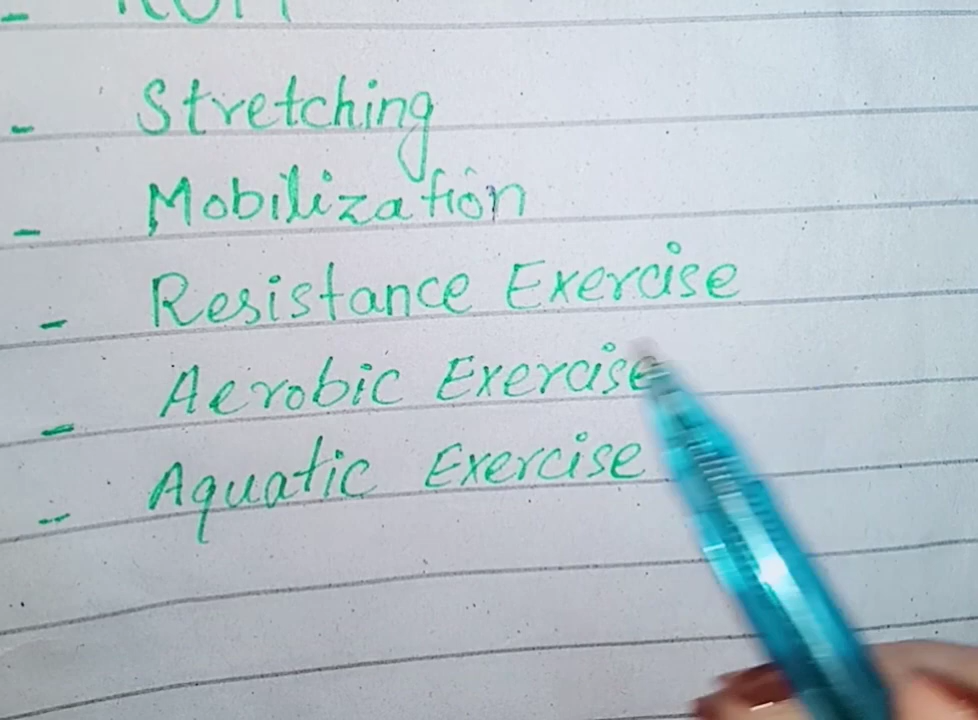 - Stretching
- Mobilization
- Resistance Exercise
- Aerobic Exercise
- Aquatic Exercise